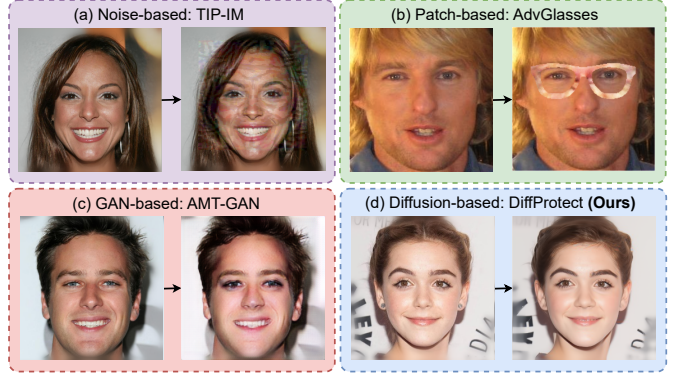 (a) Noise-based: TIP-IM
(b) Patch-based: AdvGlasses
(c) GAN-based: AMT-GAN
(d) Diffusion-based: DiffProtect (Ours)